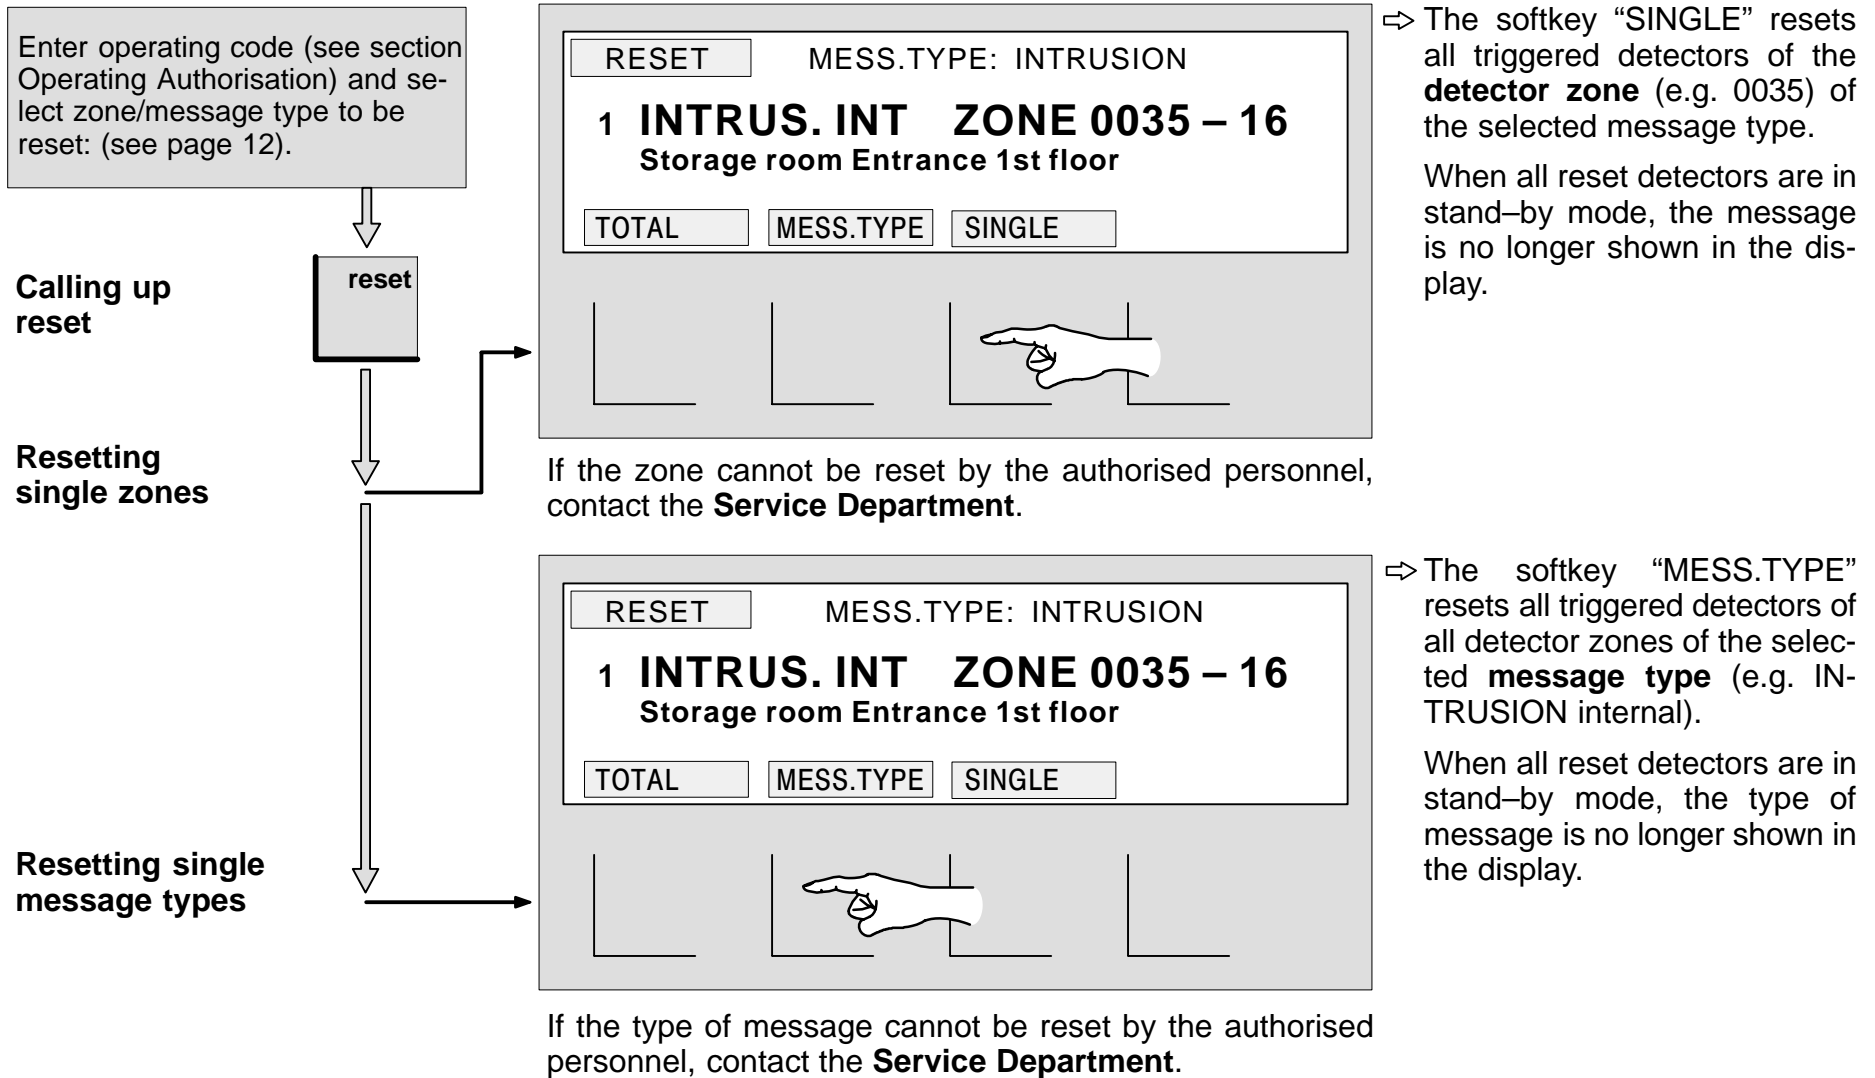 Enter operating code (see section
Operating Authorisation) and se-
lect zone/message type to be
reset: (see page 12).
Calling up
reset
reset
Resetting
single zones
RESET MESS.TYPE: INTRUSION
1 INTRUS. INT ZONE 0035 – 16
Storage room Entrance 1st floor
TOTAL MESS.TYPE SINGLE
If the zone cannot be reset by the authorised personnel,
contact the Service Department.
⇨ The softkey “SINGLE” resets
all triggered detectors of the
detector zone (e.g. 0035) of
the selected message type.
When all reset detectors are in
stand–by mode, the message
is no longer shown in the dis-
play.
Resetting single
message types
RESET MESS.TYPE: INTRUSION
1 INTRUS. INT ZONE 0035 – 16
Storage room Entrance 1st floor
TOTAL MESS.TYPE SINGLE
If the type of message cannot be reset by the authorised
personnel, contact the Service Department.
⇨ The softkey “MESS.TYPE”
resets all triggered detectors of
all detector zones of the selec-
ted message type (e.g. IN-
TRUSION internal).
When all reset detectors are in
stand–by mode, the type of
message is no longer shown in
the display.